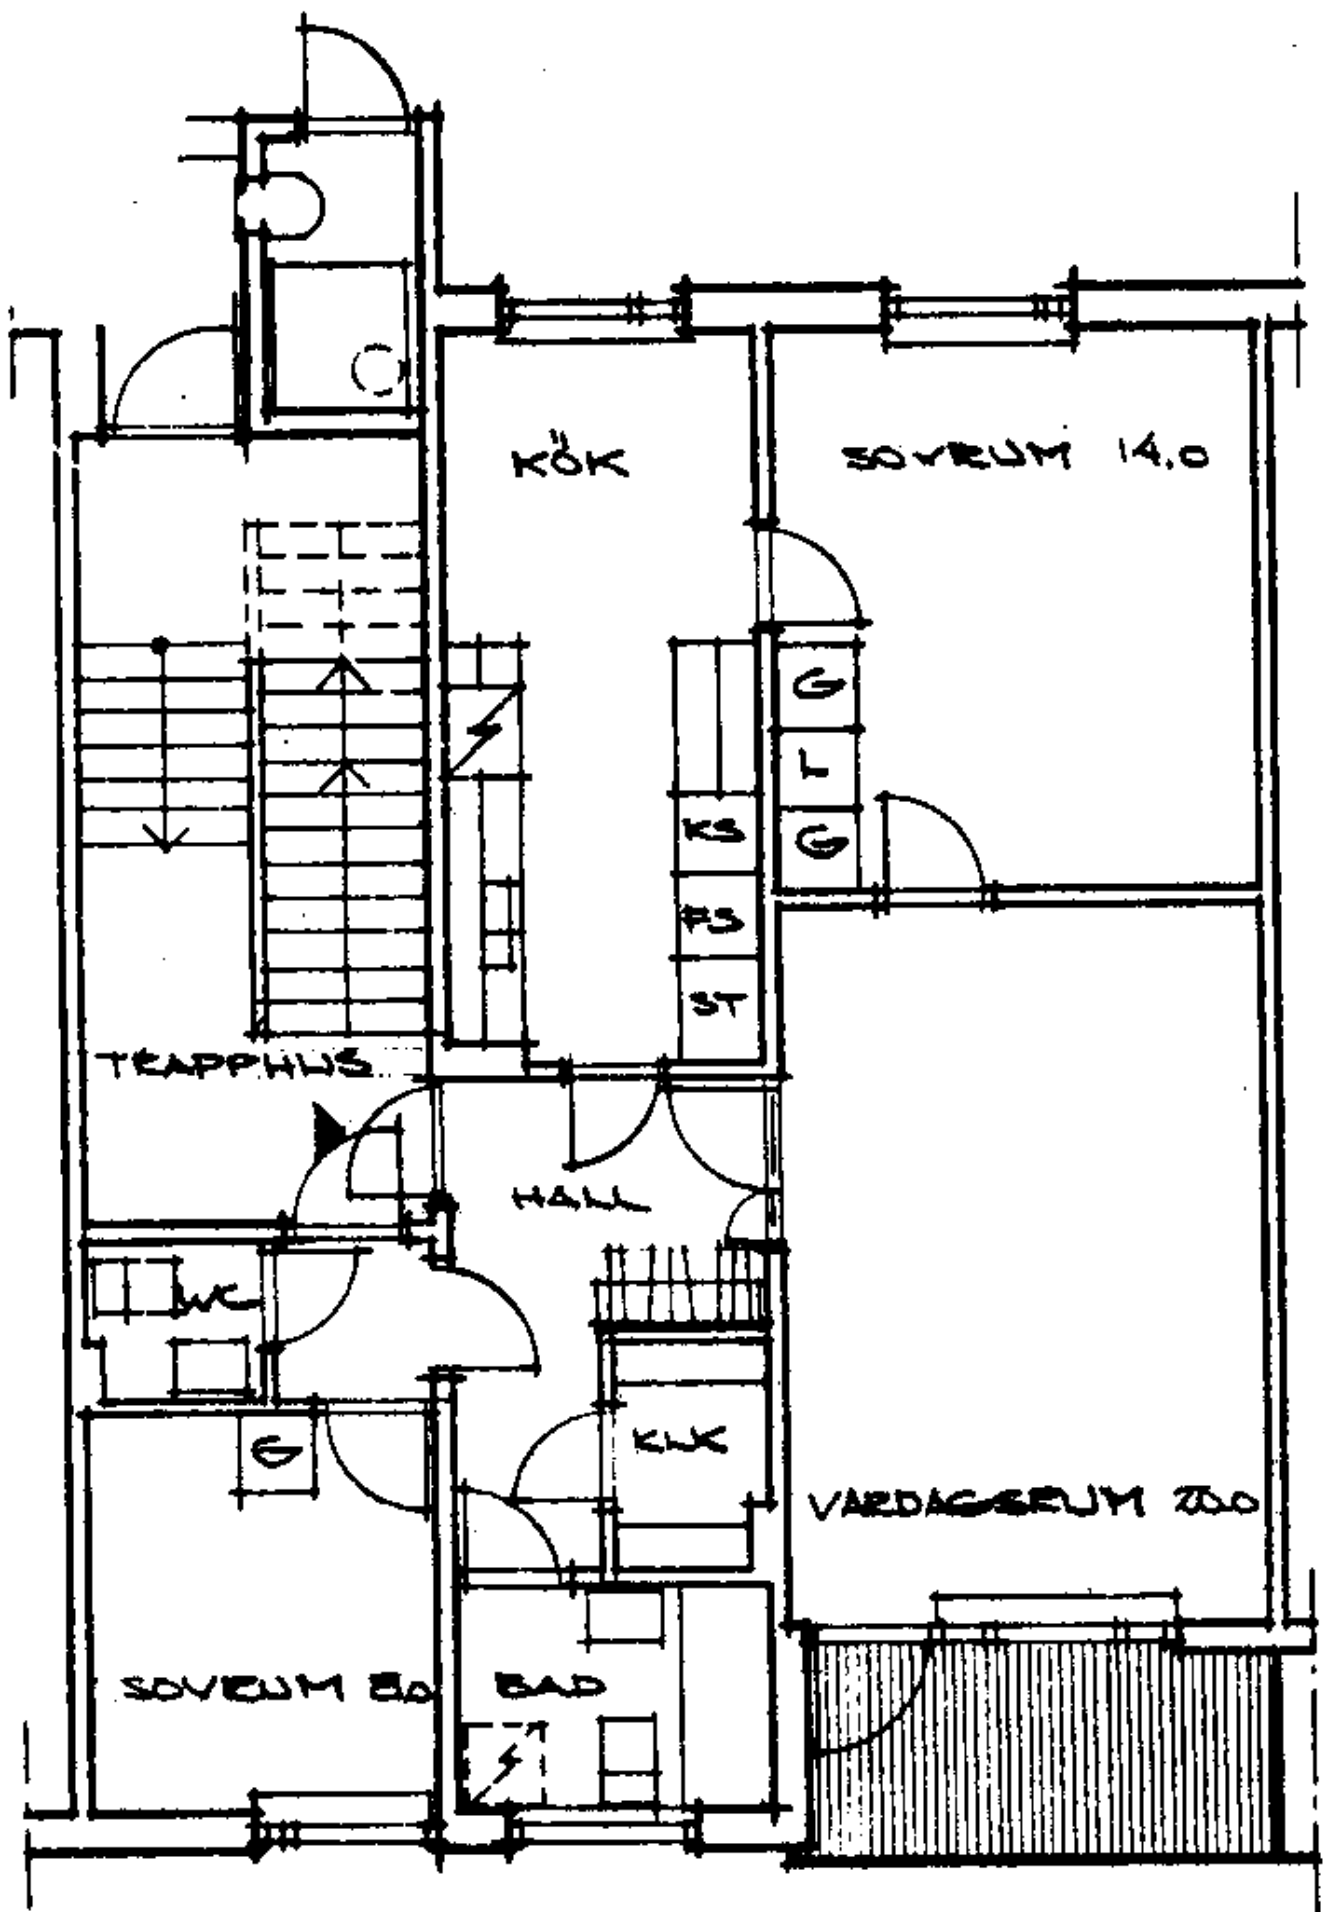 KÖK
SOVRUM 14.0
G
L
G
KS
FS
ST
TRAPPHUS
HALL
WC
G
KLK
VARDAGSRUM 20.0
SOVRUM 8.0
BAD